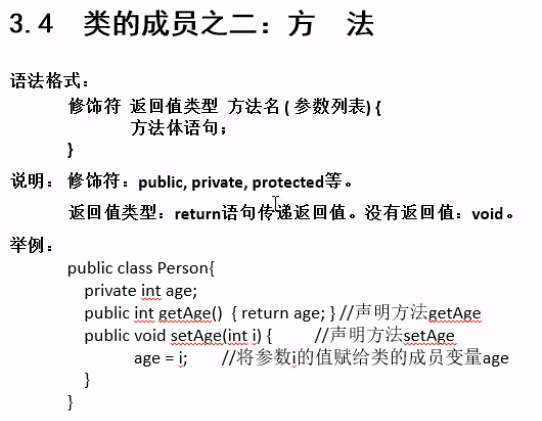 3.4 类的成员之二：方 法
语法格式：
修饰符 返回值类型 方法名 ( 参数列表) {
方法体语句；
}
说明： 修饰符：public, private, protected等。
返回值类型：return语句传递返回值。没有返回值：void。
举例：
public class Person{
private int age;
public int getAge() { return age; } //声明方法getAge
public void setAge(int i) { //声明方法setAge
age = i; //将参数i的值赋给类的成员变量age
}
}